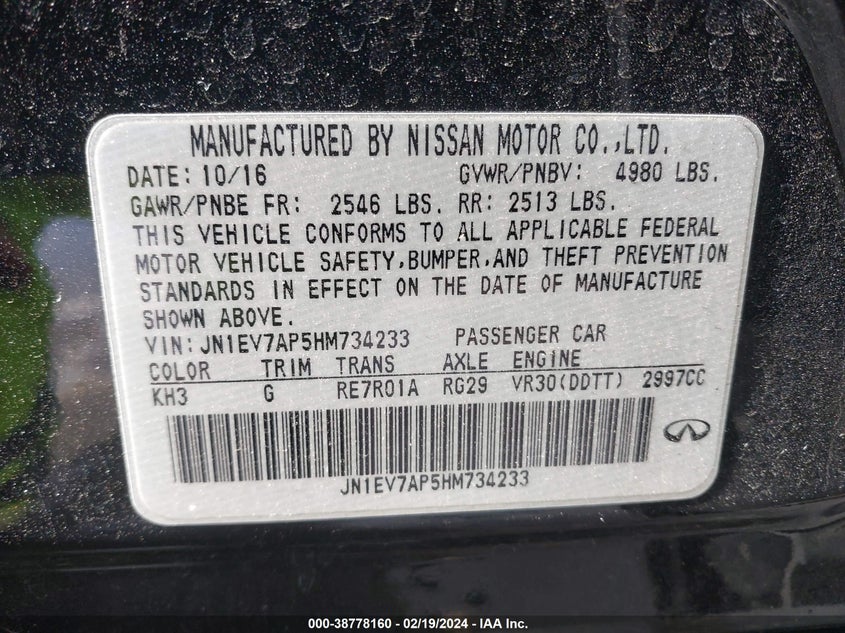 MANUFACTURED BY NISSAN MOTOR CO.,LTD.
DATE: 10/16 GVWR/PNBV: 4980 LBS.
GAWR/PNBE FR: 2546 LBS. RR: 2513 LBS.
THIS VEHICLE CONFORMS TO ALL APPLICABLE FEDERAL
MOTOR VEHICLE SAFETY,BUMPER,AND THEFT PREVENTION
STANDARDS IN EFFECT ON THE DATE OF MANUFACTURE
SHOWN ABOVE.
VIN: JN1EV7AP5HM734233 PASSENGER CAR
COLOR TRIM TRANS AXLE ENGINE
KH3 G RE7R01A RG29 VR30(DDTT) 2997CC
JN1EV7AP5HM734233
000-38778160 - 02/19/2024 - IAA Inc.